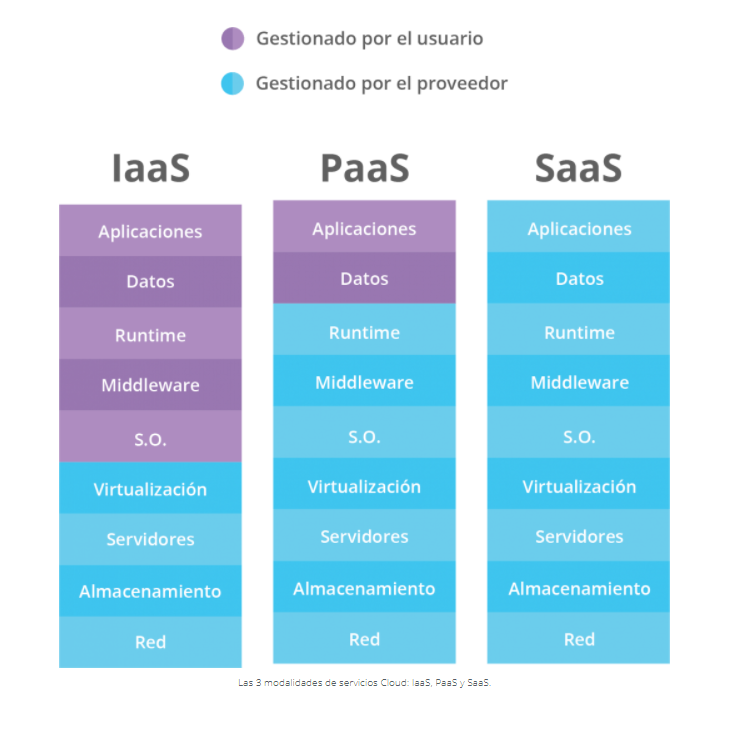 Gestionado por el usuario
Gestionado por el proveedor
IaaS
Aplicaciones
Datos
Runtime
Middleware
S.O.
Virtualización
Servidores
Almacenamiento
Red
PaaS
Aplicaciones
Datos
Runtime
Middleware
S.O.
Virtualización
Servidores
Almacenamiento
Red
SaaS
Aplicaciones
Datos
Runtime
Middleware
S.O.
Virtualización
Servidores
Almacenamiento
Red
Las 3 modalidades de servicios Cloud: IaaS, PaaS y SaaS.